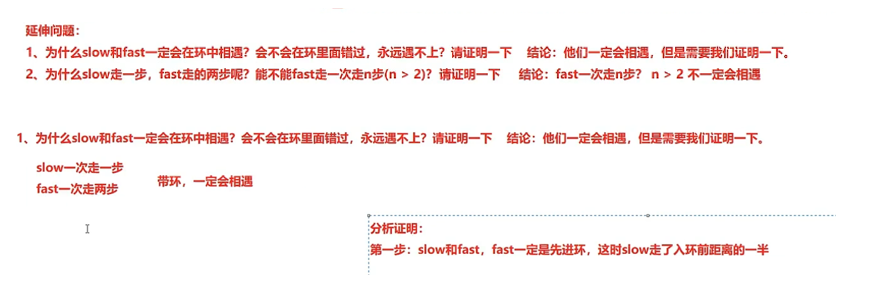 延伸问题：
1、为什么slow和fast一定会在环中相遇？会不会在环里面错过，永远遇不上？请证明一下 结论：他们一定会相遇，但是需要我们证明一下。
2、为什么slow走一步，fast走的两步呢？能不能fast走一次走n步(n > 2)？请证明一下 结论：fast一次走n步？ n > 2 不一定会相遇
1、为什么slow和fast一定会在环中相遇？会不会在环里面错过，永远遇不上？请证明一下 结论：他们一定会相遇，但是需要我们证明一下。
slow一次走一步
fast一次走两步
带环，一定会相遇
分析证明：
第一步：slow和fast，fast一定是先进环，这时slow走了入环前距离的一半